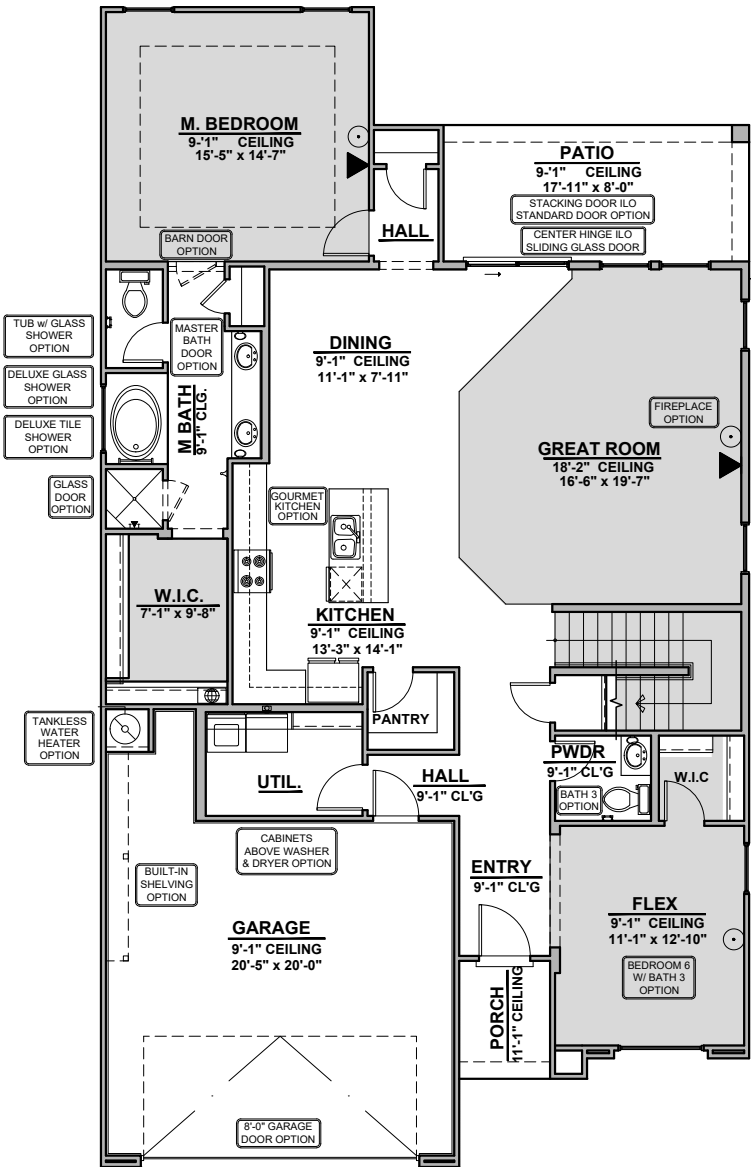 M. BEDROOM
9-'1" CEILING
15'-5" x 14'-7"
PATIO
9-'1" CEILING
17'-11" x 8'-0"
STACKING DOOR ILO
STANDARD DOOR OPTION
CENTER HINGE ILO
SLIDING GLASS DOOR
HALL
BARN DOOR
OPTION
TUB w/ GLASS
SHOWER
OPTION
MASTER
BATH
DOOR
OPTION
DINING
9'-1" CEILING
11'-1" x 7'-11"
DELUXE GLASS
SHOWER
OPTION
DELUXE TILE
SHOWER
OPTION
M BATH
9'-1" CLG.
FIREPLACE
OPTION
GREAT ROOM
18'-2" CEILING
16'-6" x 19'-7"
GLASS
DOOR
OPTION
GOURMET
KITCHEN
OPTION
W.I.C.
7'-1" x 9'-8"
KITCHEN
9'-1" CEILING
13'-3" x 14'-1"
PANTRY
TANKLESS
WATER
HEATER
OPTION
UTIL.
HALL
9'-1" CL'G
PWDR
9'-1" CL'G
W.I.C
BATH 3
OPTION
CABINETS
ABOVE WASHER
& DRYER OPTION
BUILT-IN
SHELVING
OPTION
ENTRY
9'-1" CL'G
GARAGE
9'-1" CEILING
20'-5" x 20'-0"
FLEX
9'-1" CEILING
11'-1" x 12'-10"
BEDROOM 6
W/ BATH 3
OPTION
PORCH
11'-1" CEILING
8'-0" GARAGE
DOOR OPTION